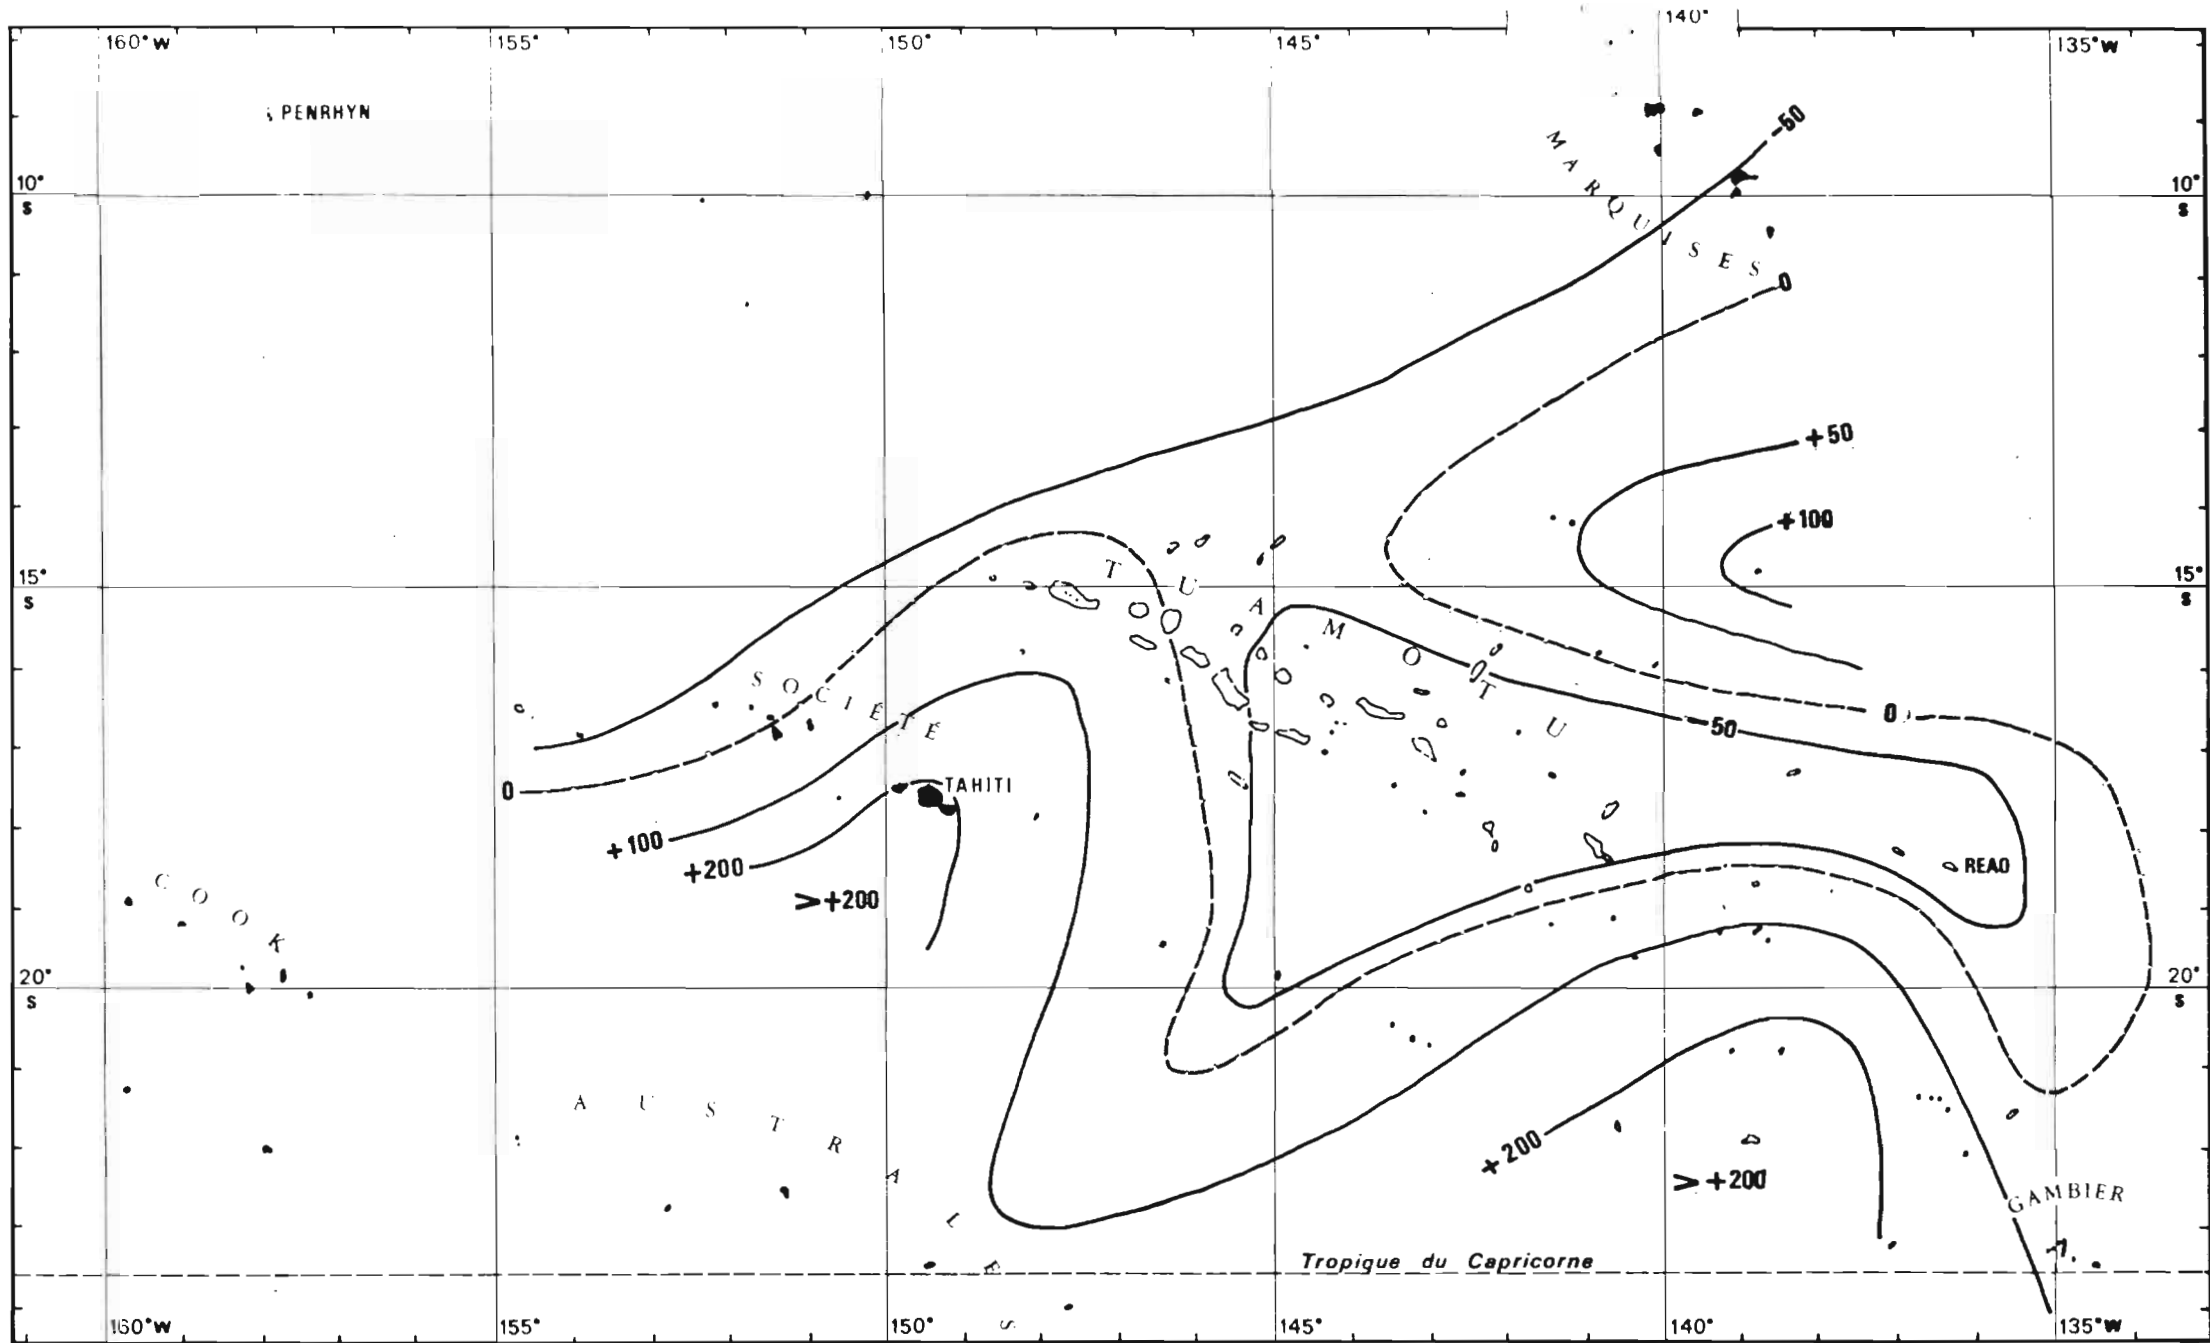 160°W 155° 150° 145° 140° 135°W
PENRHYN
-50
MARQUISES
10° S
10° S
0
+50
+100
15° S
15° S
TUAMOTU
SOCIÉTÉ
0
-50
0
TAHITI
+100
+200
>+200
REAO
COOK
20° S
20° S
AUSTRALES
+200
>+200
GAMBIER
Tropique du Capricorne
160°W 155° 150° 145° 140° 135°W